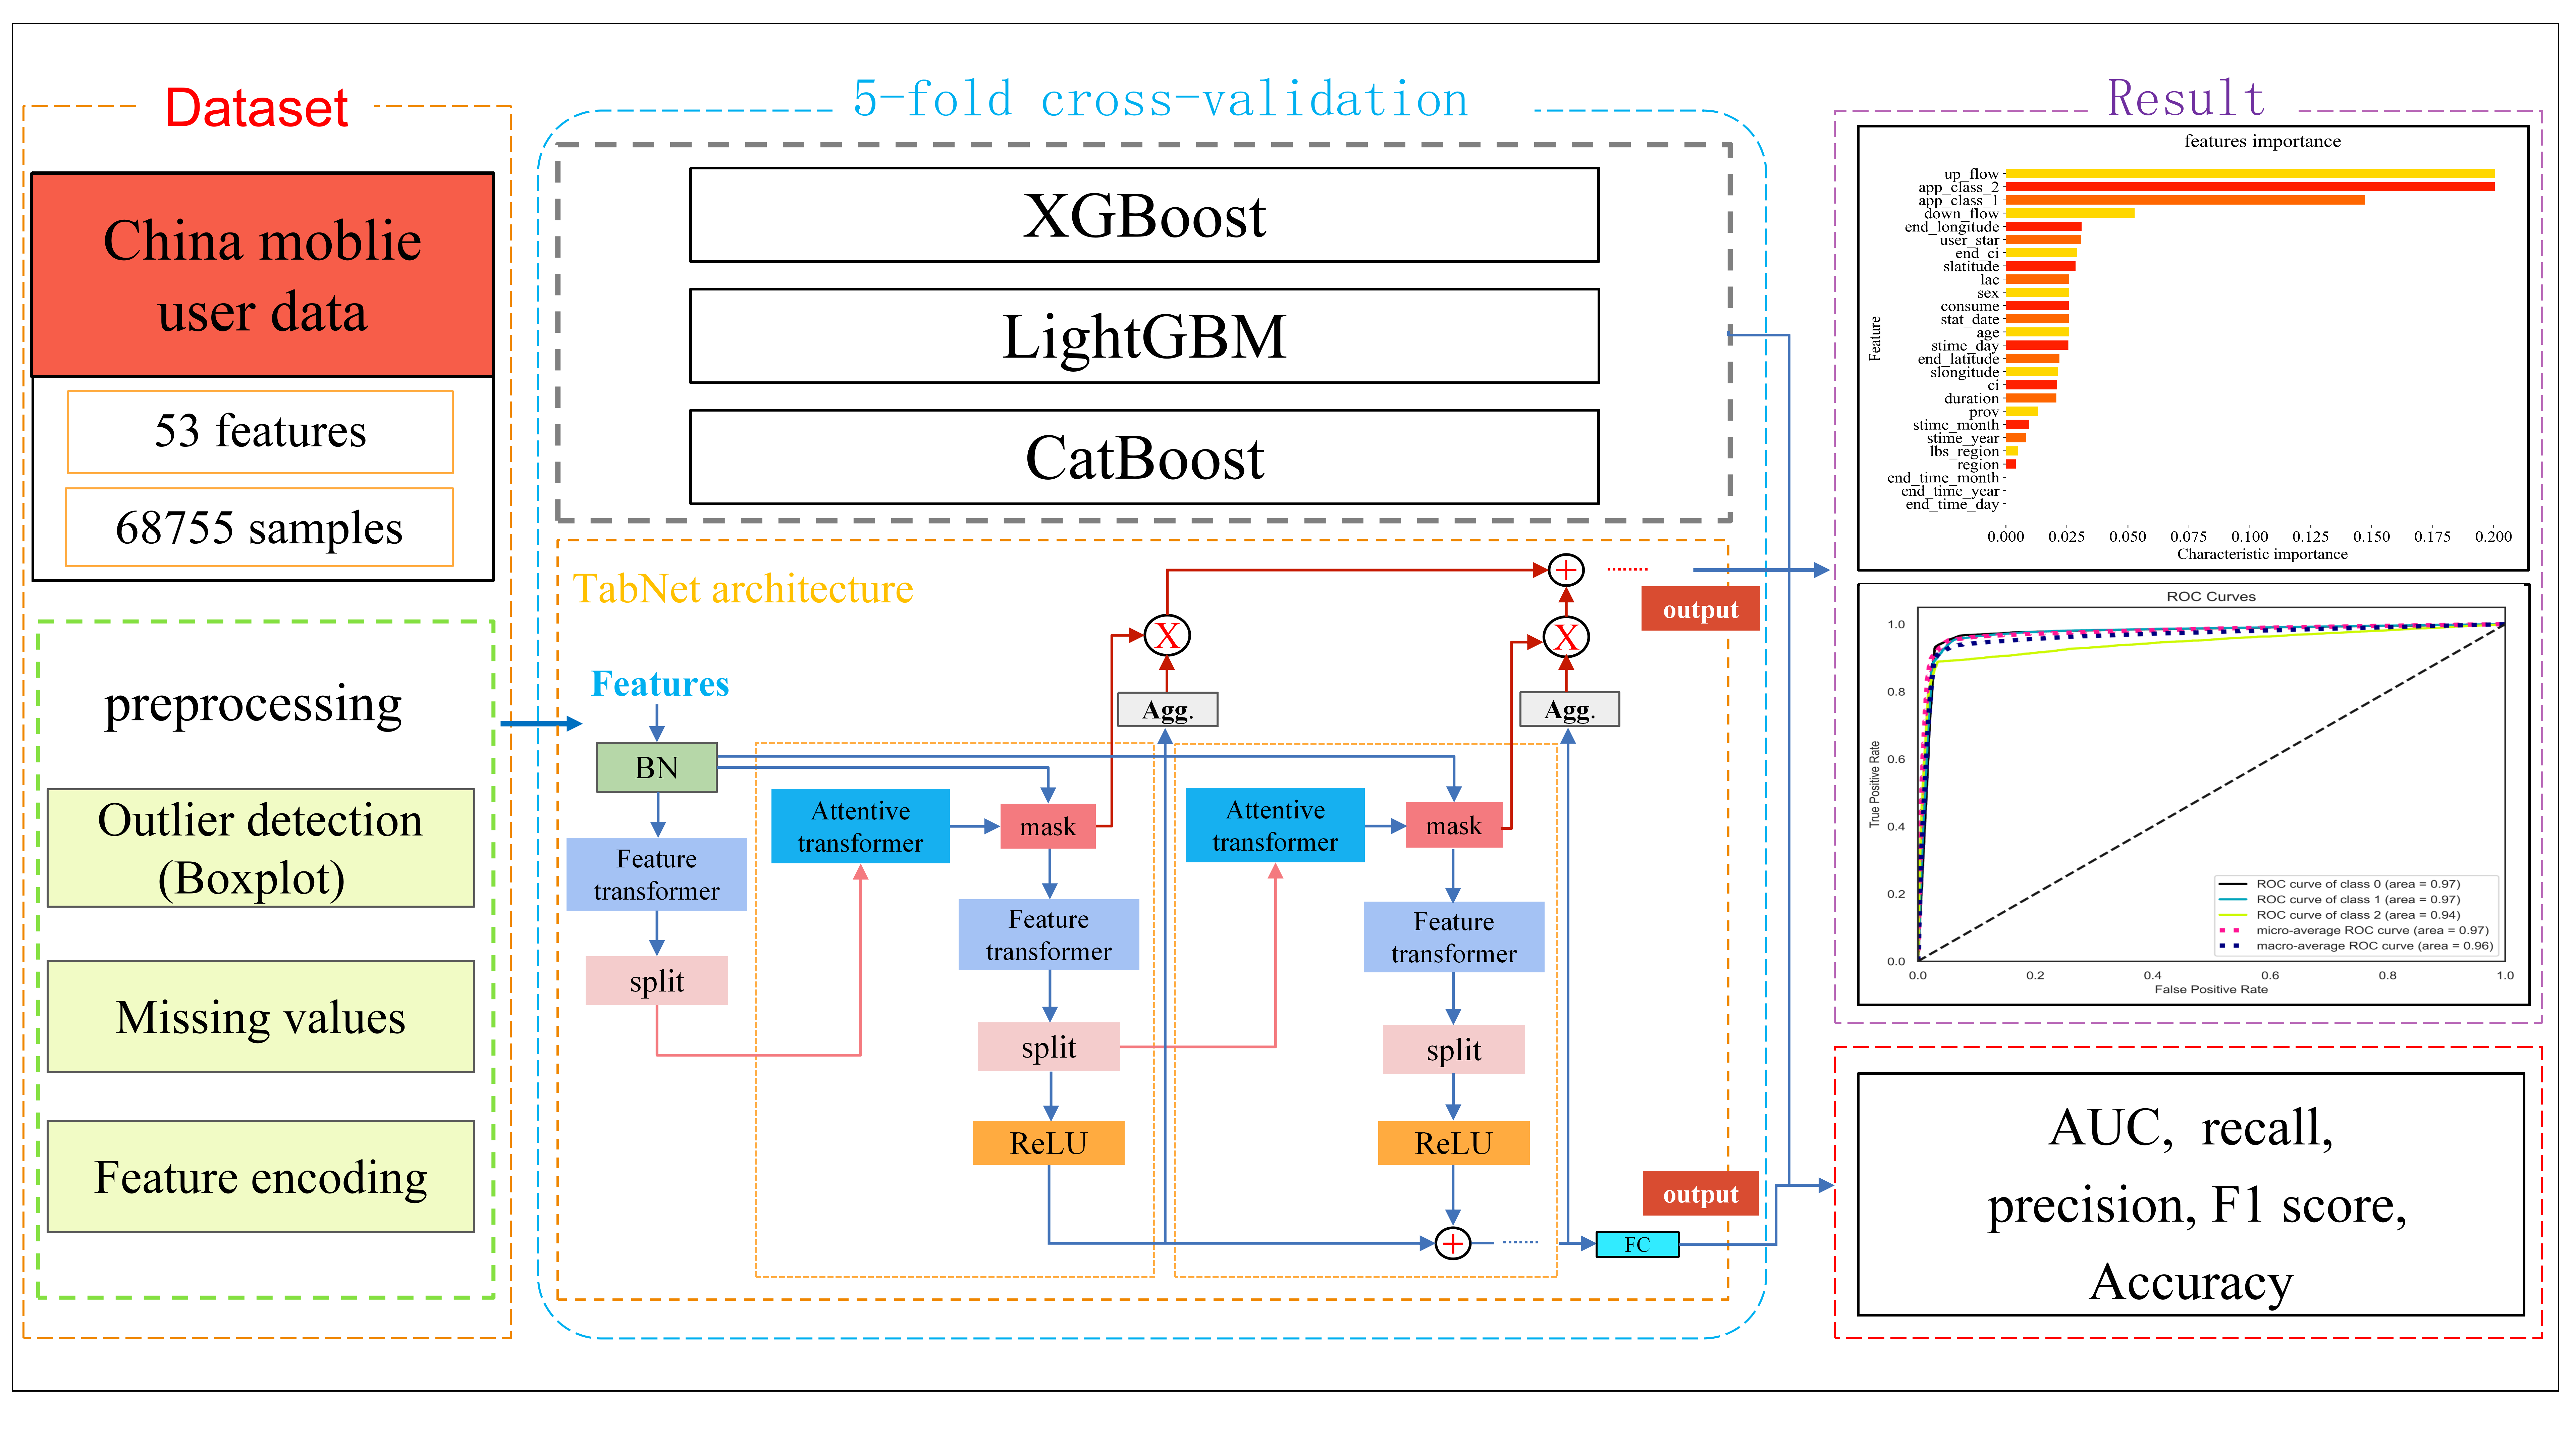 Dataset
China moblie
user data
53 features
68755 samples
preprocessing
Outlier detection
(Boxplot)
Missing values
Feature encoding
5-fold cross-validation
XGBoost
LightGBM
CatBoost
TabNet architecture
+
output
X
X
Features
Agg.
Agg.
BN
Attentive
transformer
mask
Attentive
transformer
mask
Feature
transformer
Feature
transformer
Feature
transformer
split
split
split
ReLU
ReLU
output
+
FC
Result
features importance
Feature
up_flow
app_class_2
app_class_1
down_flow
end_longitude
user_star
end_ci
slatitude
lac
sex
consume
stat_date
age
stime_day
end_latitude
slongitude
ci
duration
prov
stime_month
stime_year
lbs_region
region
end_time_month
end_time_year
end_time_day
0.000 0.025 0.050 0.075 0.100 0.125 0.150 0.175 0.200
Characteristic importance
ROC Curves
True Positive Rate
1.0
0.8
0.6
0.4
0.2
0.0
ROC curve of class 0 (area = 0.97)
ROC curve of class 1 (area = 0.97)
ROC curve of class 2 (area = 0.94)
micro-average ROC curve (area = 0.97)
macro-average ROC curve (area = 0.96)
0.0 0.2 0.4 0.6 0.8 1.0
False Positive Rate
AUC, recall,
precision, F1 score,
Accuracy